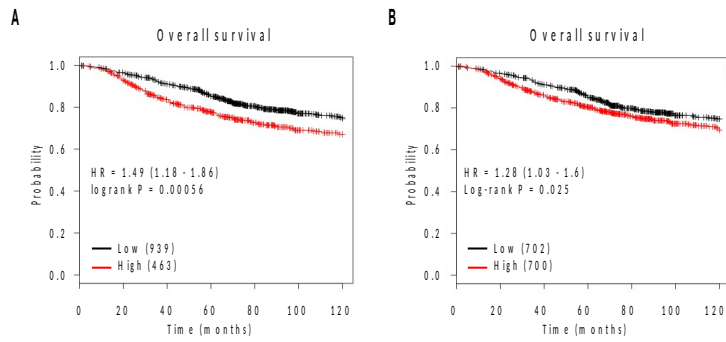 A
Overall survival
Probability
1.0
0.8
0.6
0.4
0.2
0.0
HR = 1.49 (1.18 - 1.86)
logrank P = 0.00056
Low (939)
High (463)
0 20 40 60 80 100 120
Time (months)
B
Overall survival
Probability
1.0
0.8
0.6
0.4
0.2
0.0
HR = 1.28 (1.03 - 1.6)
Log-rank P = 0.025
Low (702)
High (700)
0 20 40 60 80 100 120
Time (months)